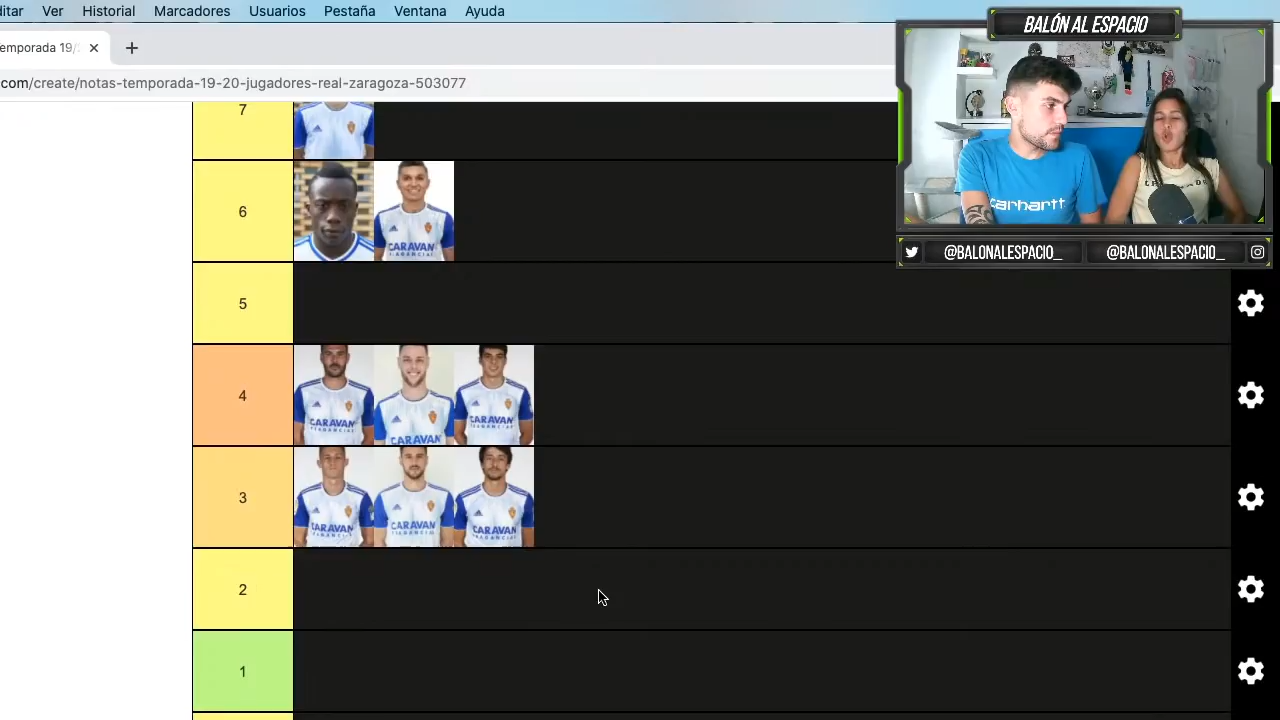 itar Ver Historial Marcadores Usuarios Pestaña Ventana Ayuda
emporada 19/
com/create/notas-temporada-19-20-jugadores-real-zaragoza-503077
BALÓN AL ESPACIO
carhartt
@BALONALESPACIO_ @BALONALESPACIO_
7
6
CARAVAN
5
4
CARAVAN CARAVAN CARAVAN
3
CARAVAN CARAVAN CARAVAN
2
1